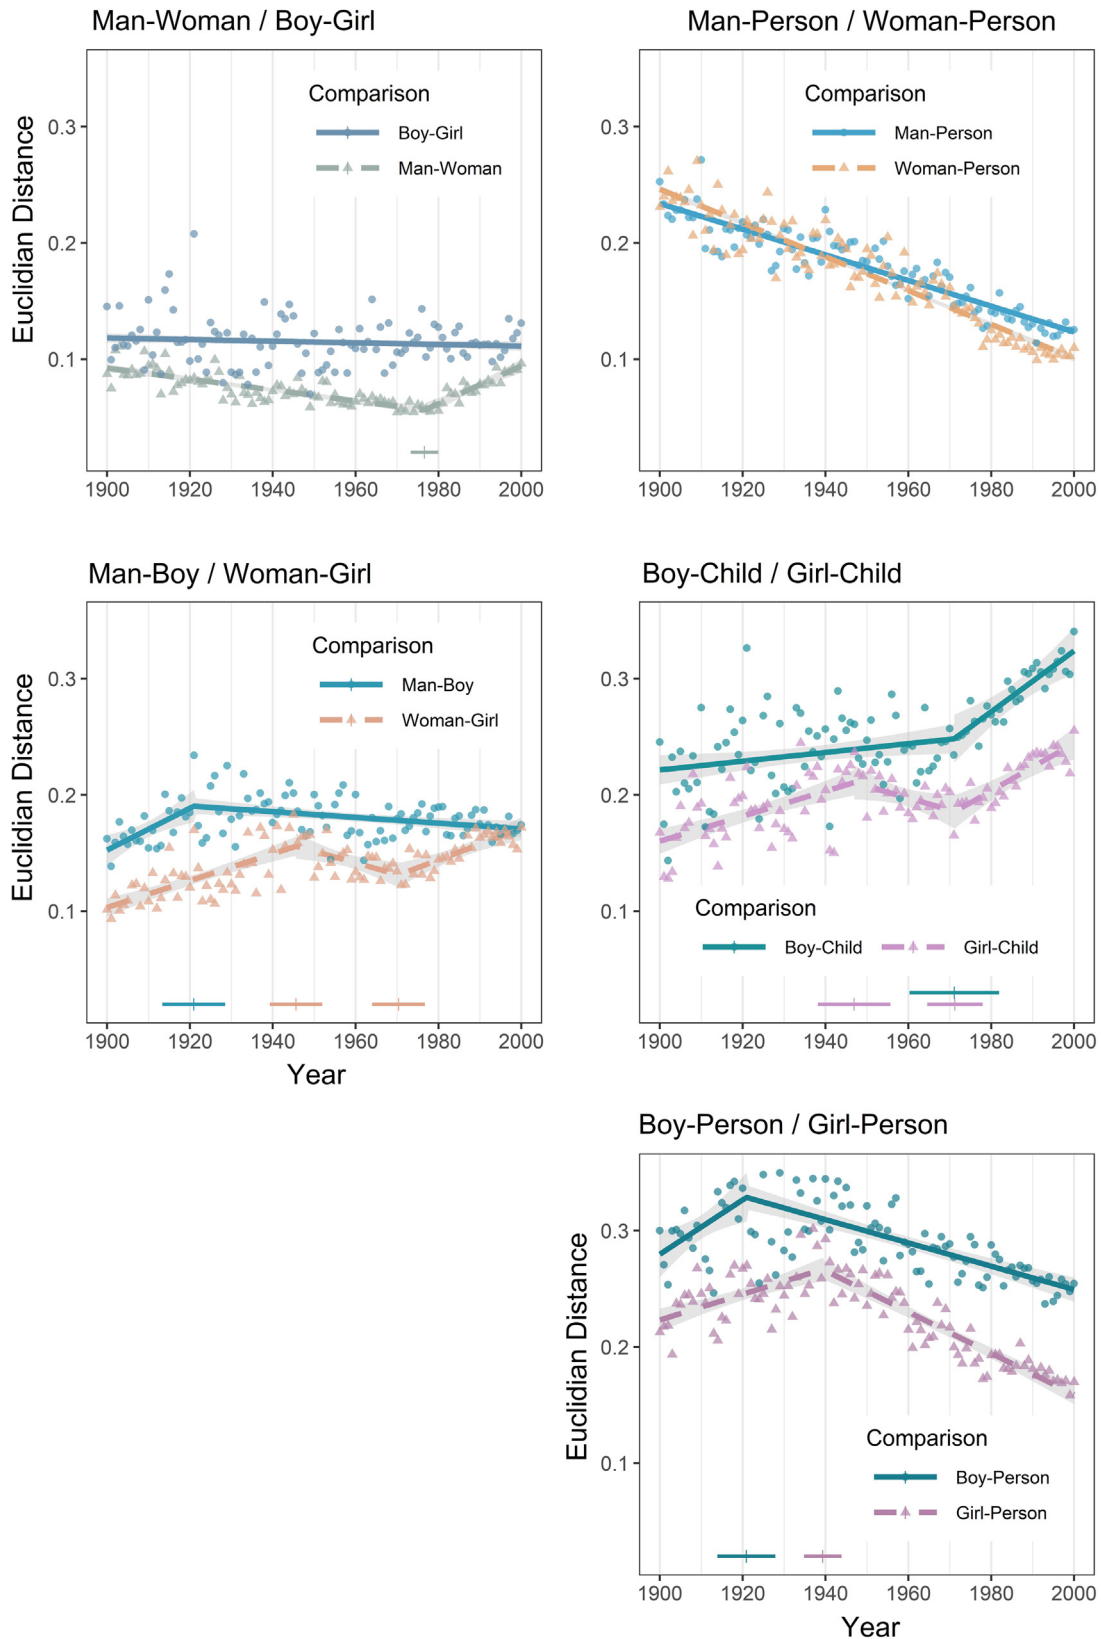 Man-Woman / Boy-Girl
Euclidian Distance
0.3
0.2
0.1
Comparison
Boy-Girl
Man-Woman
1900 1920 1940 1960 1980 2000
Man-Person / Woman-Person
0.3
0.2
0.1
Comparison
Man-Person
Woman-Person
1900 1920 1940 1960 1980 2000
Man-Boy / Woman-Girl
Euclidian Distance
0.3
0.2
0.1
Comparison
Man-Boy
Woman-Girl
1900 1920 1940 1960 1980 2000
Year
Boy-Child / Girl-Child
0.3
0.2
0.1
Comparison
Boy-Child Girl-Child
1900 1920 1940 1960 1980 2000
Boy-Person / Girl-Person
Euclidian Distance
0.3
0.2
0.1
Comparison
Boy-Person
Girl-Person
1900 1920 1940 1960 1980 2000
Year